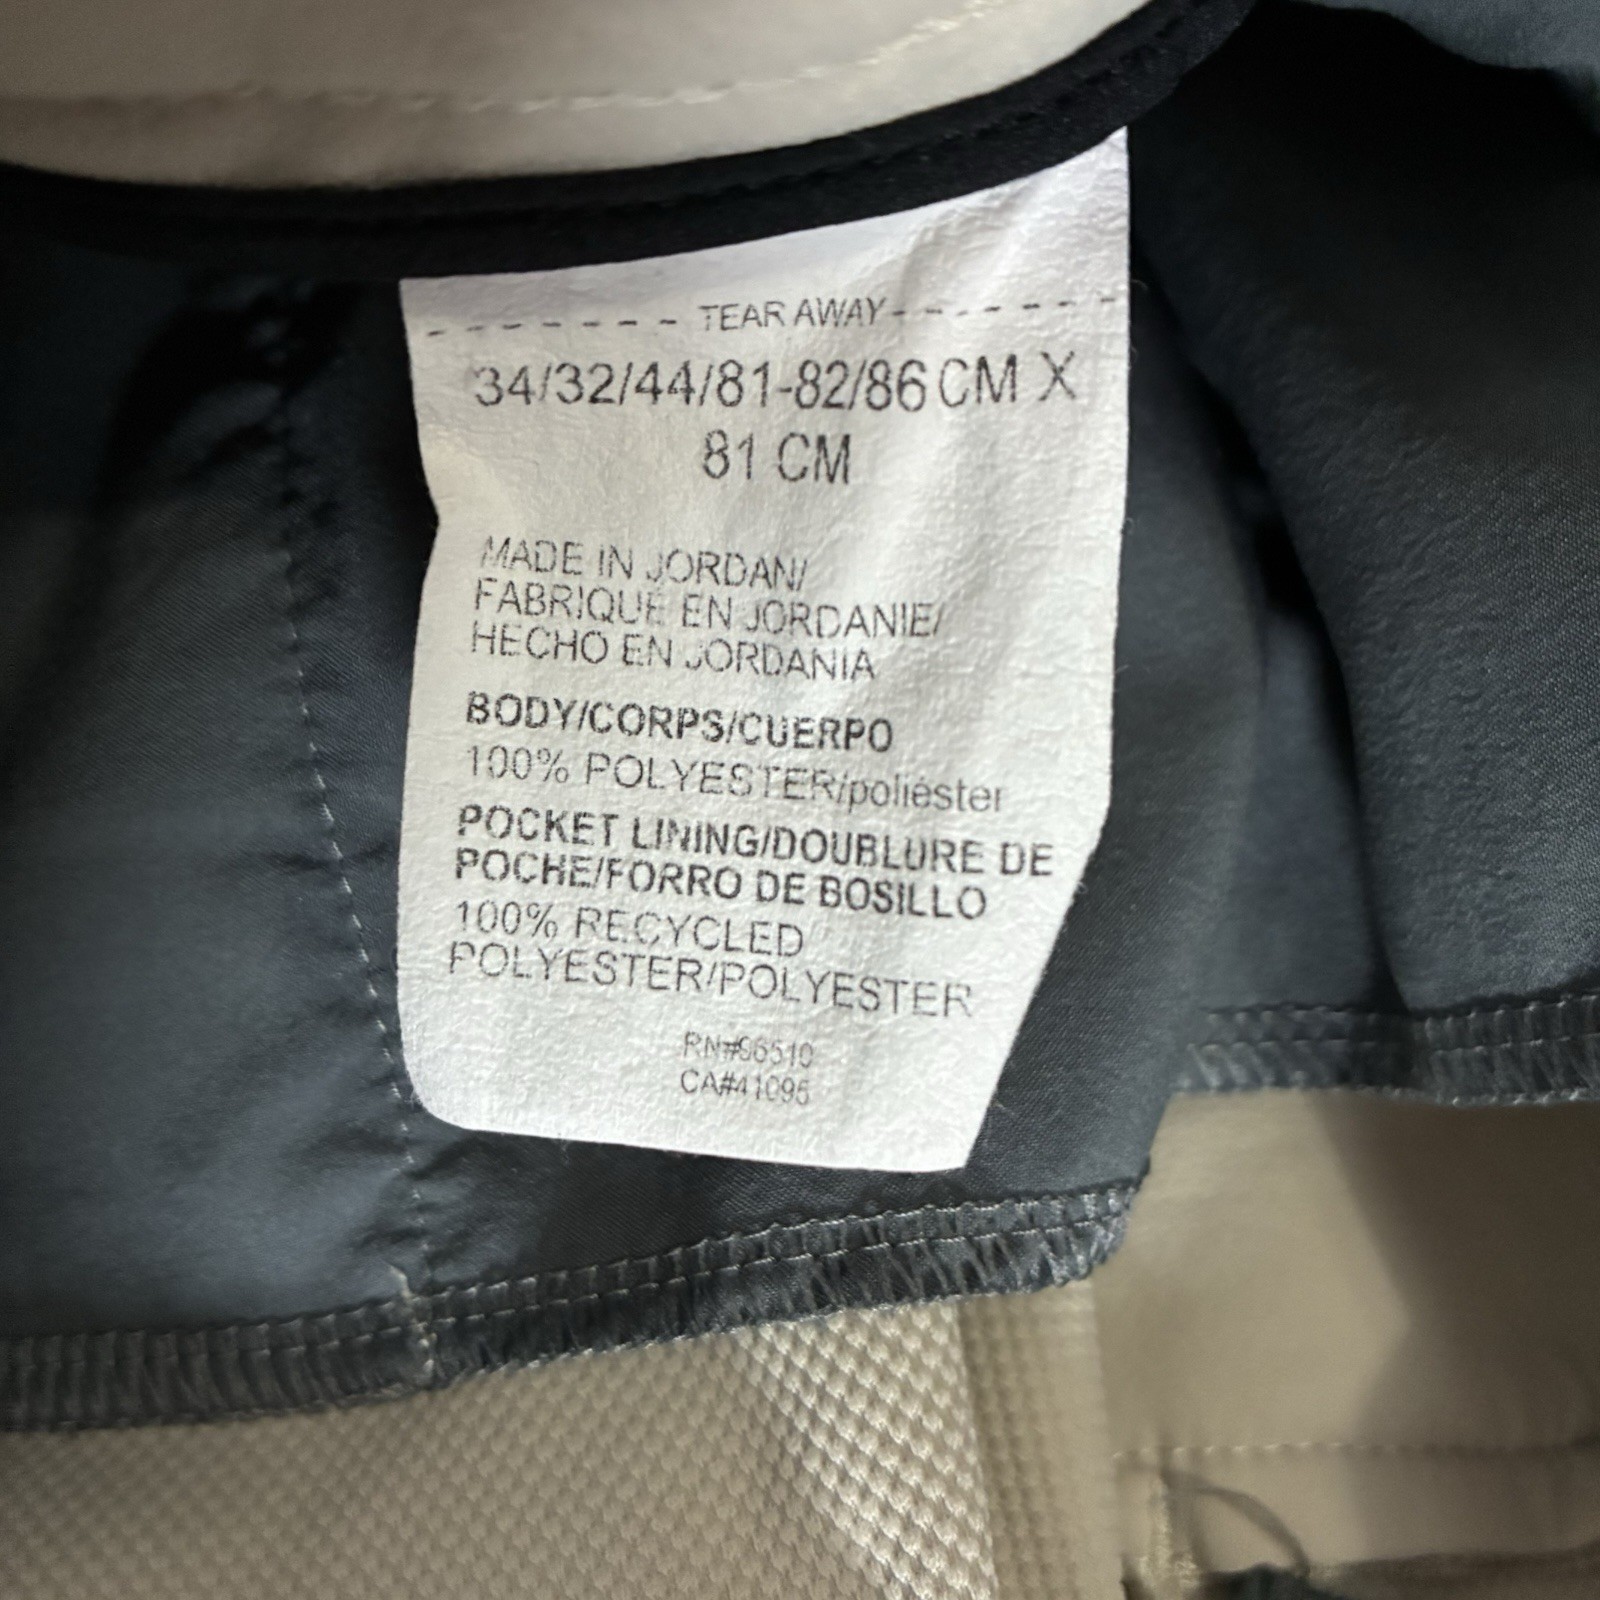 TEAR AWAY
34/32/44/81-82/86 CM X
81 CM
MADE IN JORDAN/
FABRIQUE EN JORDANIE/
HECHO EN JORDANIA
BODY/CORPS/CUERPO
100% POLYESTER/poliéster
POCKET LINING/DOUBLURE DE
POCHE/FORRO DE BOSILLO
100% RECYCLED
POLYESTER/POLYESTER
RN#96510
CA#41095